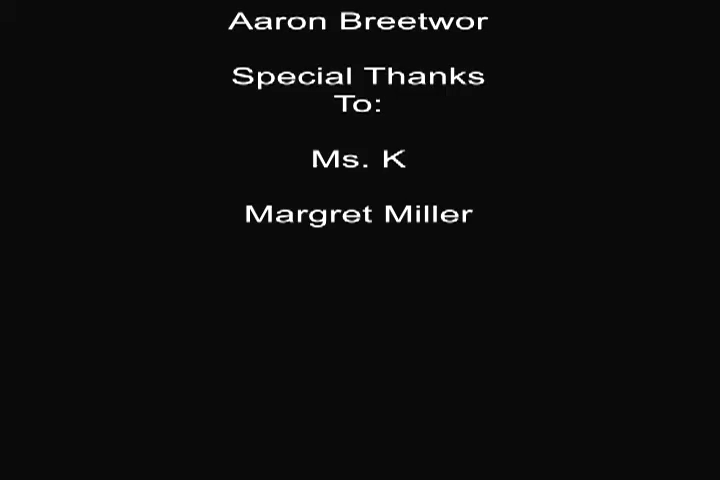 Aaron Breetwor
Special Thanks
To:
Ms. K
Margret Miller